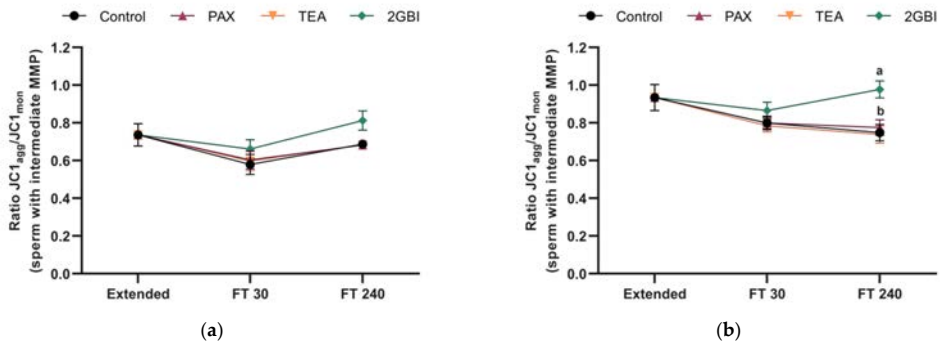 Control PAX TEA 2GBI
Ratio JC1agg/JC1mon
(sperm with intermediate MMP)
1.2
1.0
0.8
0.6
0.4
0.2
0.0
Extended FT 30 FT 240
(a)
Control PAX TEA 2GBI
Ratio JC1agg/JC1mon
(sperm with intermediate MMP)
1.2
1.0
0.8
0.6
0.4
0.2
0.0
a
b
Extended FT 30 FT 240
(b)